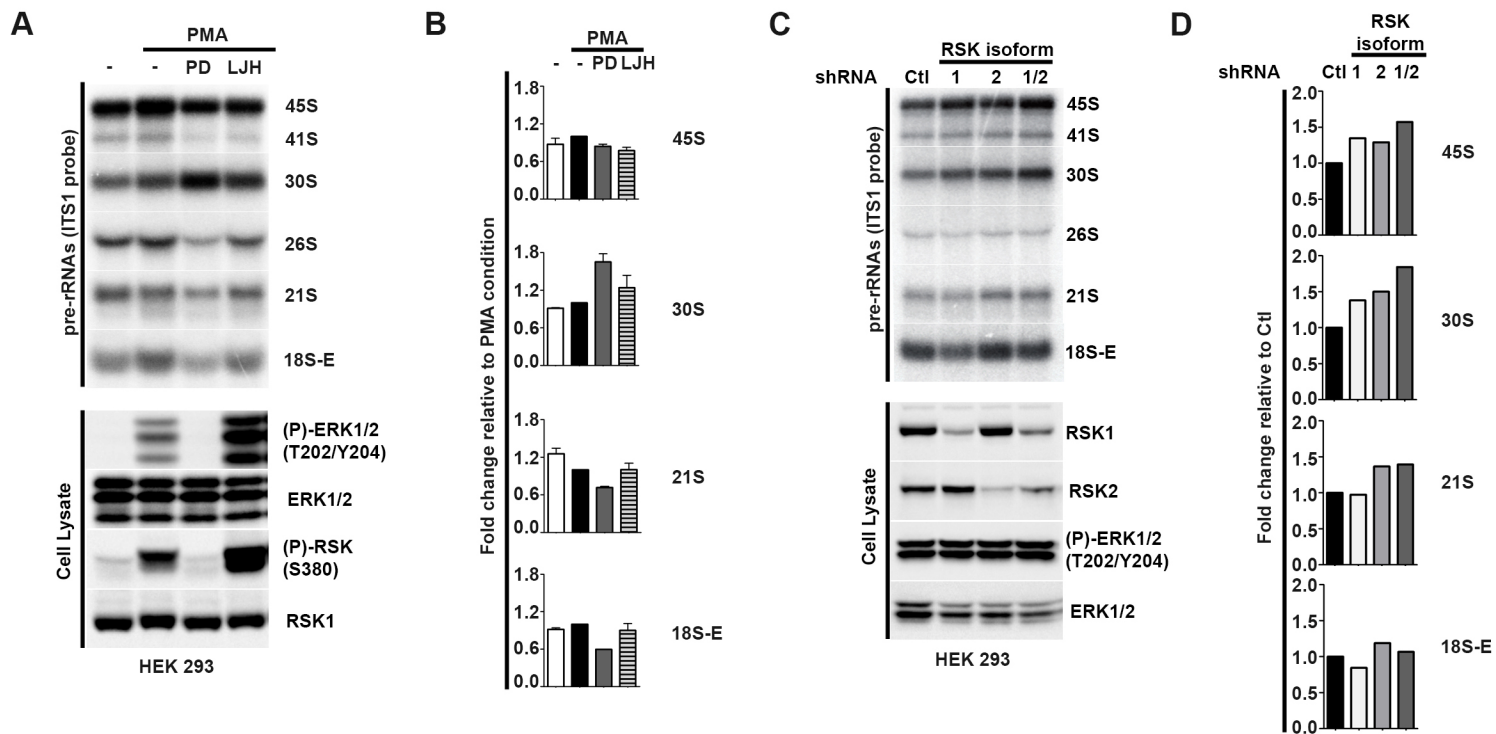 A
PMA
- - PD LJH
pre-rRNAs (ITS1 probe)
45S
41S
30S
26S
21S
18S-E
Cell Lysate
(P)-ERK1/2
(T202/Y204)
ERK1/2
(P)-RSK
(S380)
RSK1
HEK 293
B
PMA
- - PD LJH
Fold change relative to PMA condition
1.8
1.2
0.6
0.0
45S
1.8
1.2
0.6
0.0
30S
1.8
1.2
0.6
0.0
21S
1.8
1.2
0.6
0.0
18S-E
C
RSK isoform
shRNA Ctl 1 2 1/2
pre-rRNAs (ITS1 probe)
45S
41S
30S
26S
21S
18S-E
Cell Lysate
RSK1
RSK2
(P)-ERK1/2
(T202/Y204)
ERK1/2
HEK 293
D
RSK
isoform
shRNA Ctl 1 2 1/2
Fold change relative to Ctl
2.0
1.5
1.0
0.5
0.0
45S
2.0
1.5
1.0
0.5
0.0
30S
2.0
1.5
1.0
0.5
0.0
21S
2.0
1.5
1.0
0.5
0.0
18S-E